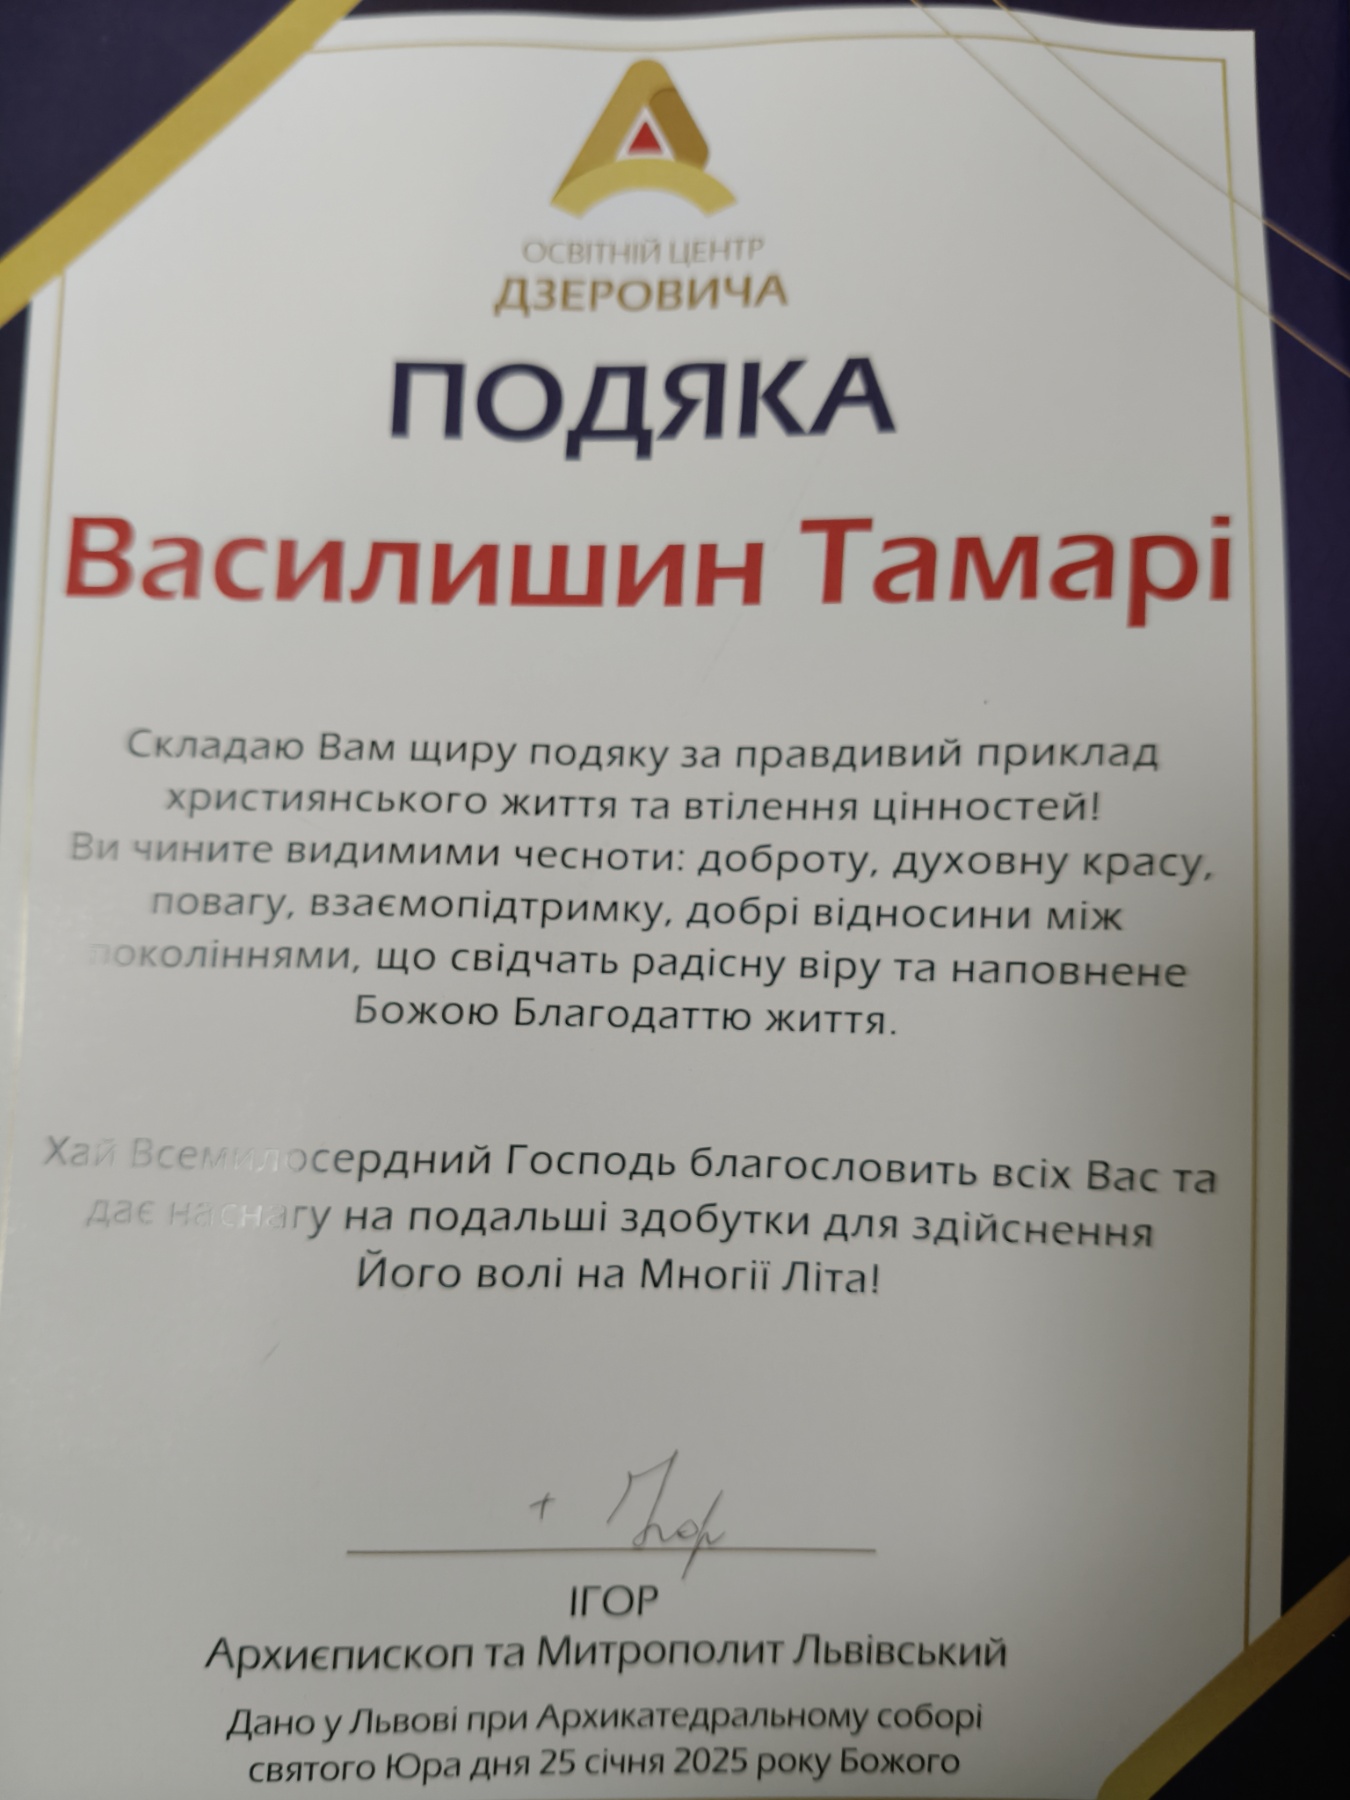 ОСВІТНІЙ ЦЕНТР
ДЗЕРОВИЧА
ПОДЯКА
Василишин Тамарі
Складаю Вам щиру подяку за правдивий приклад
християнського життя та втілення цінностей!
Ви чините видимими чесноти: доброту, духовну красу,
повагу, взаємопідтримку, добрі відносини між
поколіннями, що свідчать радісну віру та наповнене
Божою Благодаттю життя.
Хай Всемилосердний Господь благословить всіх Вас та
дає наснагу на подальші здобутки для здійснення
Його волі на Многії Літа!
+ Ігор
ІГОР
Архиєпископ та Митрополит Львівський
Дано у Львові при Архикатедральному соборі
святого Юра дня 25 січня 2025 року Божого